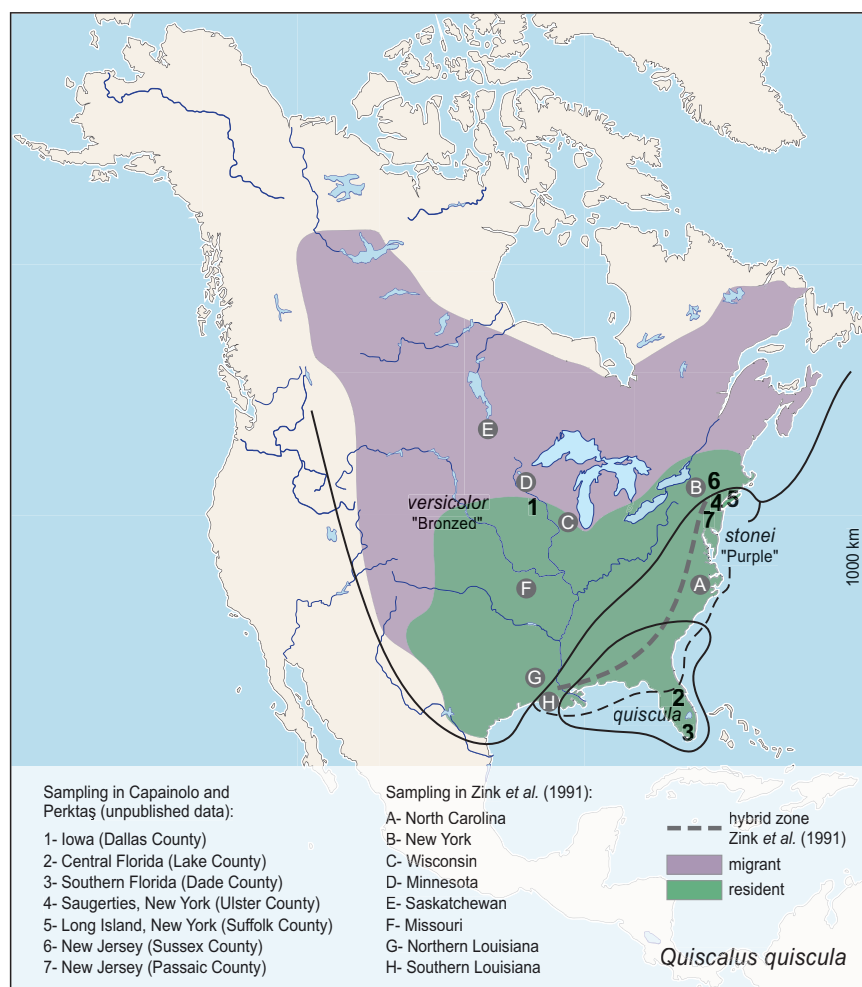 E
D
versicolor
"Bronzed"
1
C
B
6
4
5
7
stonei
"Purple"
1000 km
F
A
G
H
2
quiscula
3
Sampling in Capainolo and
Perktaş (unpublished data):
1- Iowa (Dallas County)
2- Central Florida (Lake County)
3- Southern Florida (Dade County)
4- Saugerties, New York (Ulster County)
5- Long Island, New York (Suffolk County)
6- New Jersey (Sussex County)
7- New Jersey (Passaic County)
Sampling in Zink et al. (1991):
A- North Carolina
B- New York
C- Wisconsin
D- Minnesota
E- Saskatchewan
F- Missouri
G- Northern Louisiana
H- Southern Louisiana
hybrid zone
Zink et al. (1991)
migrant
resident
Quiscalus quiscula